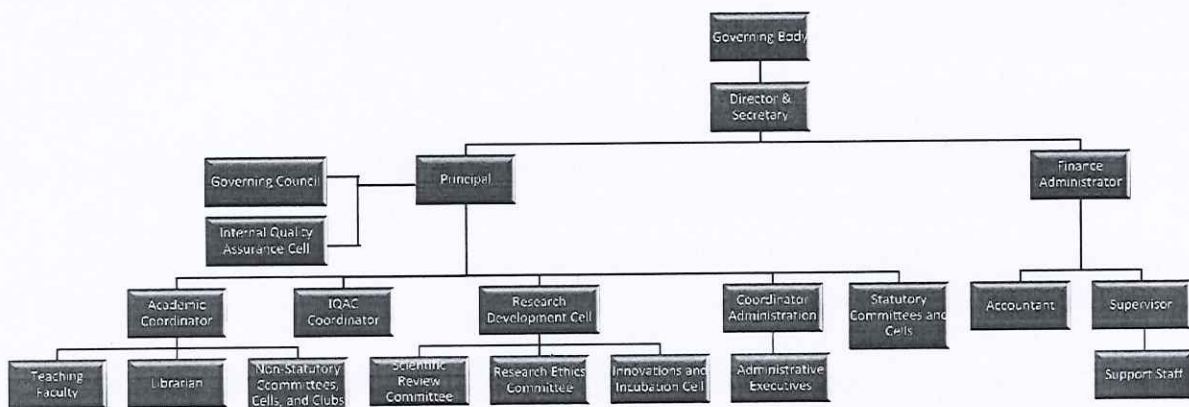 Governing Body
Director &
Secretary
Governing Council
Principal
Finance
Administrator
Internal Quality
Assurance Cell
Academic
Coordinator
IQAC
Coordinator
Research
Development Cell
Coordinator
Administration
Statutory
Committees and
Cells
Accountant
Supervisor
Teaching
Faculty
Librarian
Non-Statutory
Ccommittees,
Cells, and Clubs
Scientific
Review
Committee
Research Ethics
Committee
Innovations and
Incubation Cell
Administrative
Executives
Support Staff